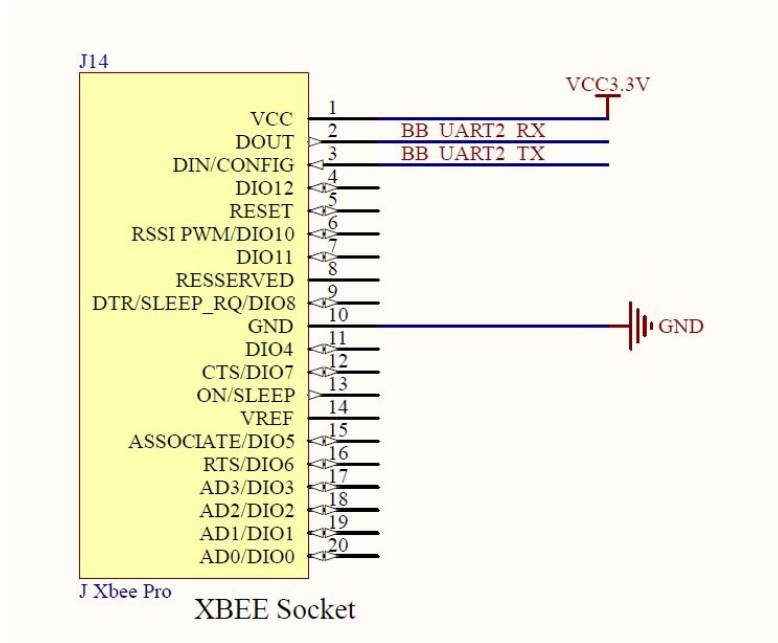 J14
VCC3.3V
VCC 1
DOUT 2 BB_UART2_RX
DIN/CONFIG 3 BB_UART2_TX
DIO12 4
RESET 5
RSSI PWM/DIO10 6
DIO11 7
RESSERVED 8
DTR/SLEEP_RQ/DIO8 9
GND 10 GND
DIO4 11
CTS/DIO7 12
ON/SLEEP 13
VREF 14
ASSOCIATE/DIO5 15
RTS/DIO6 16
AD3/DIO3 17
AD2/DIO2 18
AD1/DIO1 19
AD0/DIO0 20
J Xbee Pro
XBEE Socket